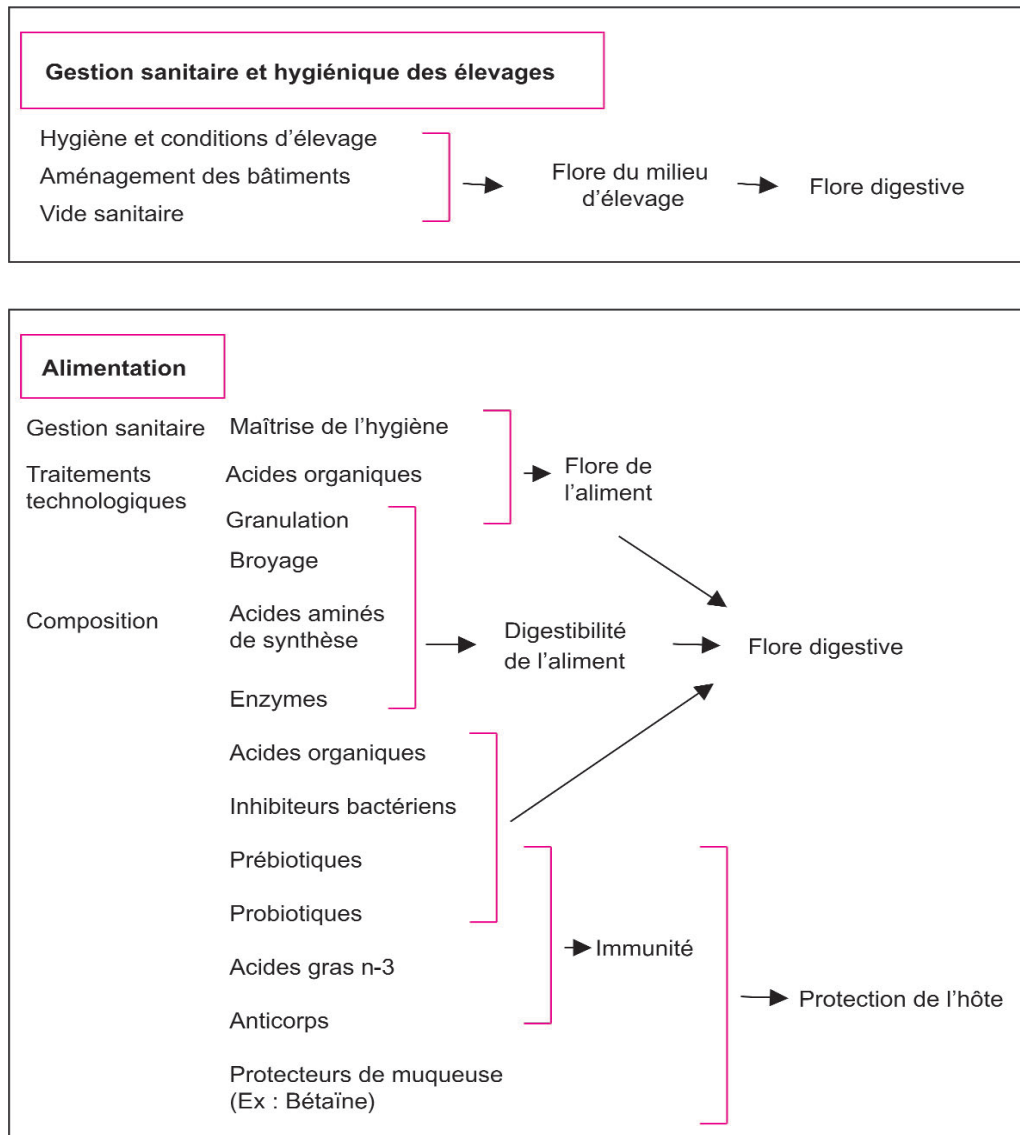 Gestion sanitaire et hygiénique des élevages
Hygiène et conditions d'élevage
Aménagement des bâtiments
Vide sanitaire
Flore du milieu
d'élevage
Flore digestive
Alimentation
Gestion sanitaire
Maîtrise de l'hygiène
Traitements
technologiques
Acides organiques
Granulation
Flore de
l'aliment
Broyage
Composition
Acides aminés
de synthèse
Enzymes
Digestibilité
de l'aliment
Flore digestive
Acides organiques
Inhibiteurs bactériens
Prébiotiques
Probiotiques
Acides gras n-3
Anticorps
Immunité
Protecteurs de muqueuse
(Ex : Bétaïne)
Protection de l'hôte